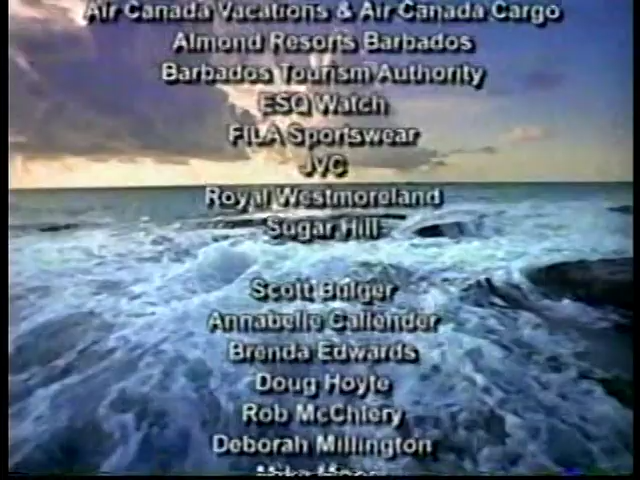 Air Canada Vacations & Air Canada Cargo
Almond Resorts Barbados
Barbados Tourism Authority
ESQ Watch
FILA Sportswear
JVC
Royal Westmoreland
Sugar Hill
Scott Bulger
Annabelle Callender
Brenda Edwards
Doug Hoyte
Rob McChlery
Deborah Millington
Mike